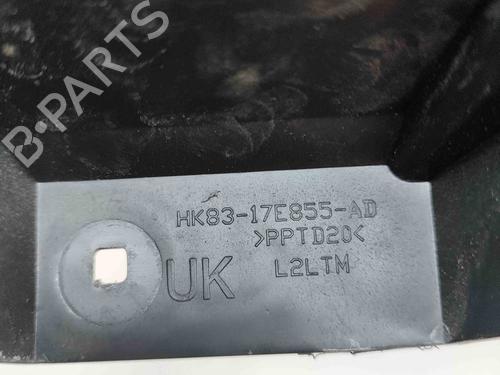 B-PARTS
HK83-17E855-AD
>PPTD20<
UK
L2LTM